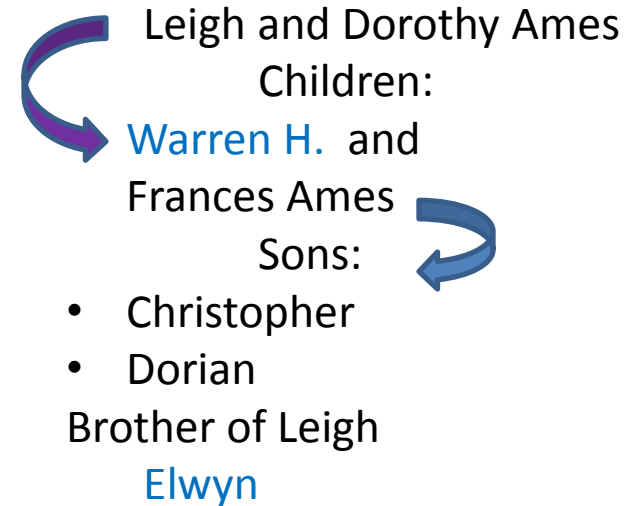 Leigh and Dorothy Ames
Children:
Warren H. and
Frances Ames
Sons:
• Christopher
• Dorian
Brother of Leigh
Elwyn